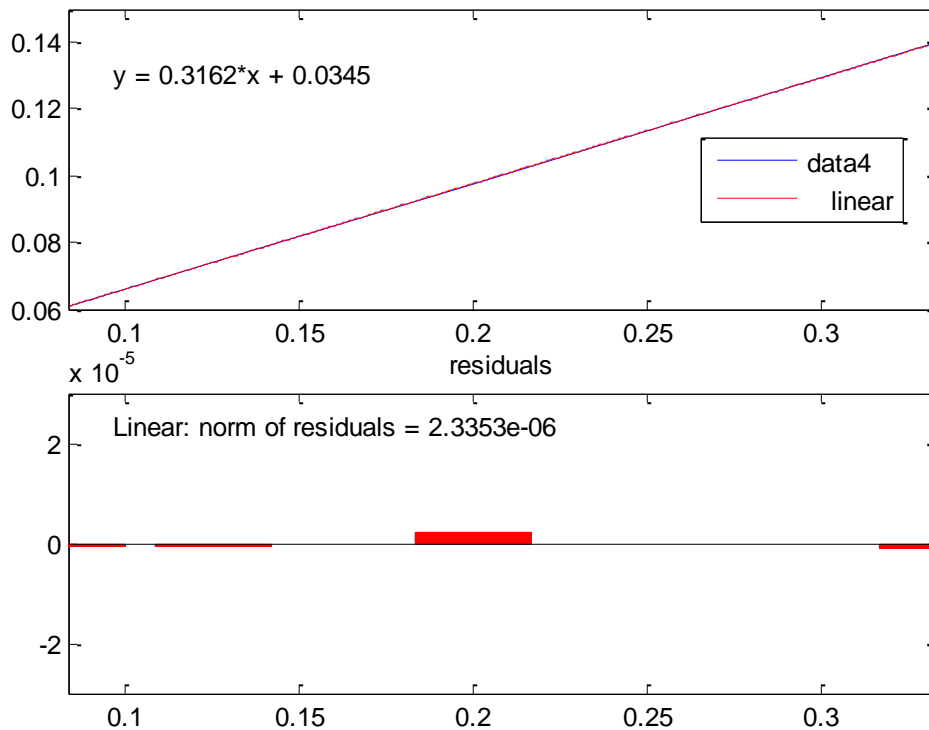 0.14
y = 0.3162*x + 0.0345
0.12
0.1
data4
linear
0.08
0.06
0.1 0.15 0.2 0.25 0.3
x 10^-5
residuals
Linear: norm of residuals = 2.3353e-06
2
0
-2
0.1 0.15 0.2 0.25 0.3